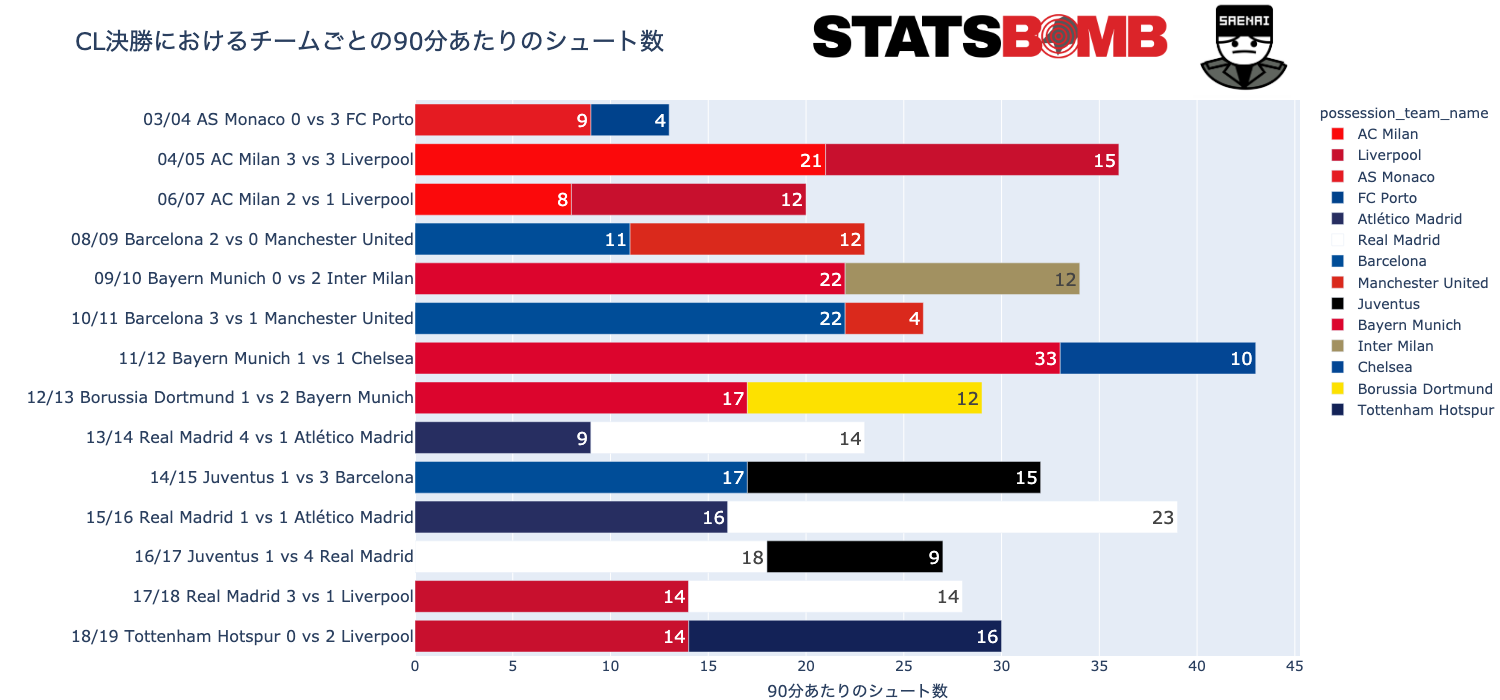 CL決勝におけるチームごとの90分あたりのシュート数
STATSBOMB
SAENAI
03/04 AS Monaco 0 vs 3 FC Porto 9 4
04/05 AC Milan 3 vs 3 Liverpool 21 15
06/07 AC Milan 2 vs 1 Liverpool 8 12
08/09 Barcelona 2 vs 0 Manchester United 11 12
09/10 Bayern Munich 0 vs 2 Inter Milan 22 12
10/11 Barcelona 3 vs 1 Manchester United 22 4
11/12 Bayern Munich 1 vs 1 Chelsea 33 10
12/13 Borussia Dortmund 1 vs 2 Bayern Munich 17 12
13/14 Real Madrid 4 vs 1 Atlético Madrid 9 14
14/15 Juventus 1 vs 3 Barcelona 17 15
15/16 Real Madrid 1 vs 1 Atlético Madrid 16 23
16/17 Juventus 1 vs 4 Real Madrid 18 9
17/18 Real Madrid 3 vs 1 Liverpool 14 14
18/19 Tottenham Hotspur 0 vs 2 Liverpool 14 16
0 5 10 15 20 25 30 35 40 45
90分あたりのシュート数
possession_team_name
AC Milan
Liverpool
AS Monaco
FC Porto
Atlético Madrid
Real Madrid
Barcelona
Manchester United
Juventus
Bayern Munich
Inter Milan
Chelsea
Borussia Dortmund
Tottenham Hotspur